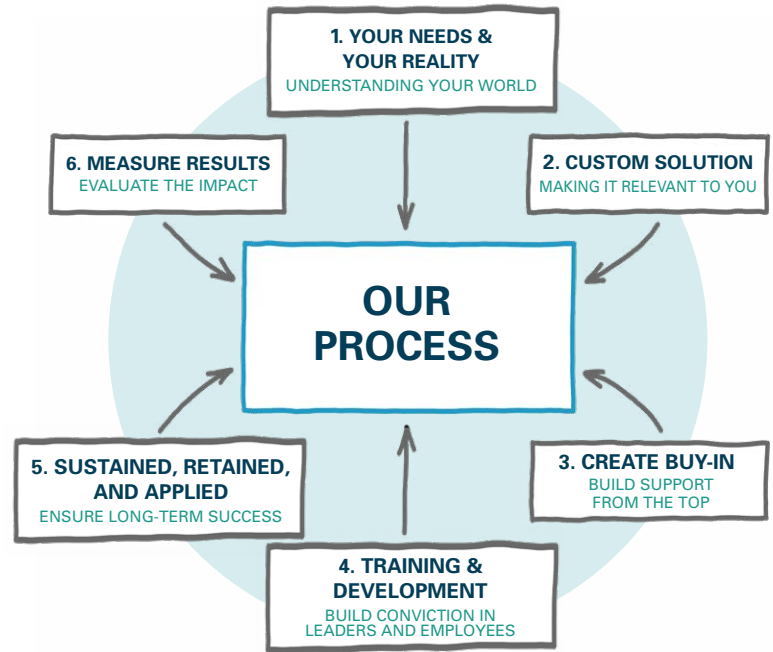 1. YOUR NEEDS &
YOUR REALITY
UNDERSTANDING YOUR WORLD
2. CUSTOM SOLUTION
MAKING IT RELEVANT TO YOU
3. CREATE BUY-IN
BUILD SUPPORT
FROM THE TOP
4. TRAINING &
DEVELOPMENT
BUILD CONVICTION IN
LEADERS AND EMPLOYEES
5. SUSTAINED, RETAINED,
AND APPLIED
ENSURE LONG-TERM SUCCESS
6. MEASURE RESULTS
EVALUATE THE IMPACT
OUR
PROCESS